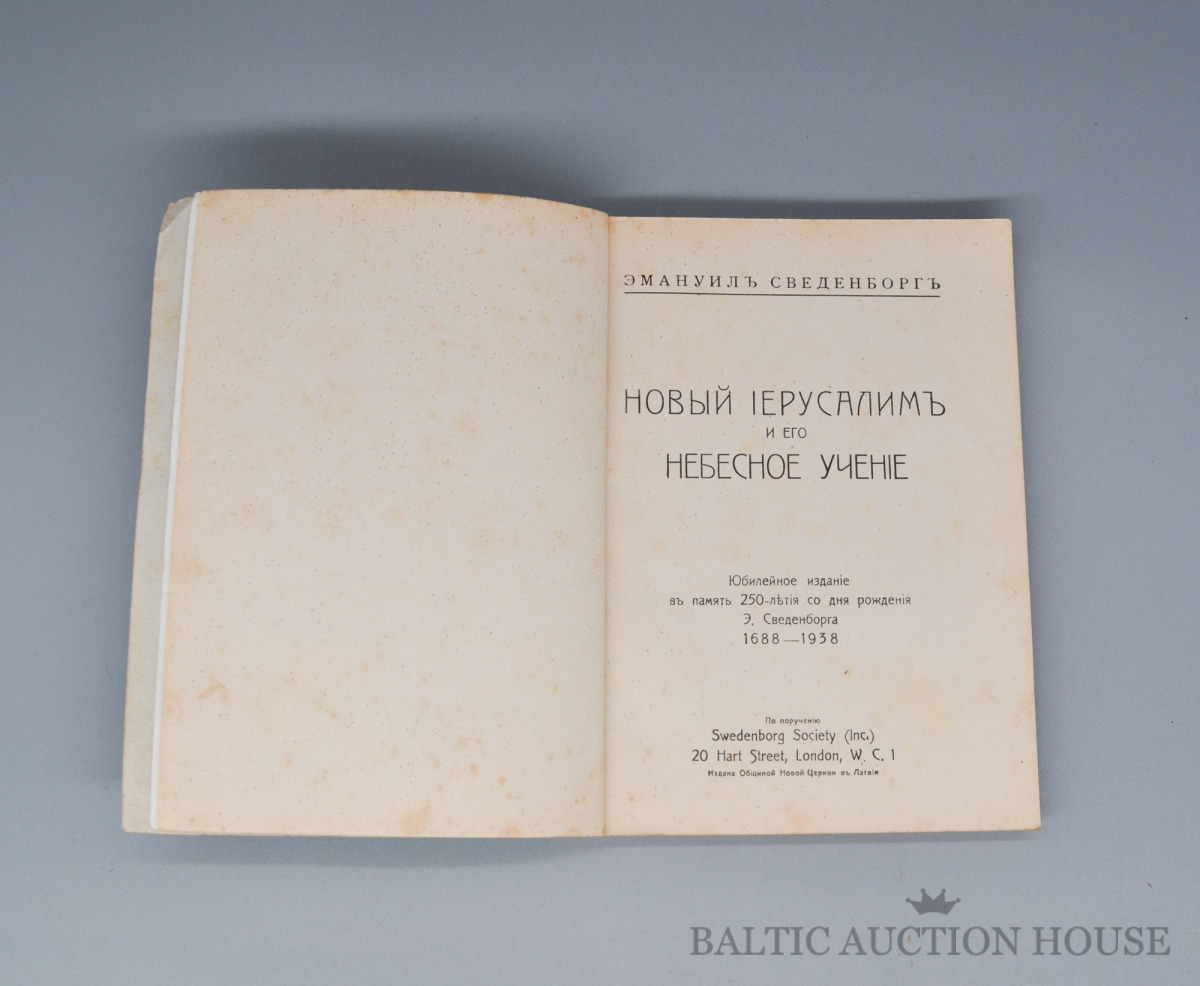 ЭМАНУИЛЪ СВЕДЕНБОРГЪ
НОВЫЙ ІЕРУСАЛИМЪ
И ЕГО
НЕБЕСНОЕ УЧЕНІЕ
Юбилейное изданіе
въ память 250-лѣтія со дня рожденія
Э. Сведенборга
1688—1938
По порученію
Swedenborg Society (Inc.)
20 Hart Street, London, W. C. 1
Издана Общиной Новой Церкви въ Латвіи
BALTIC AUCTION HOUSE